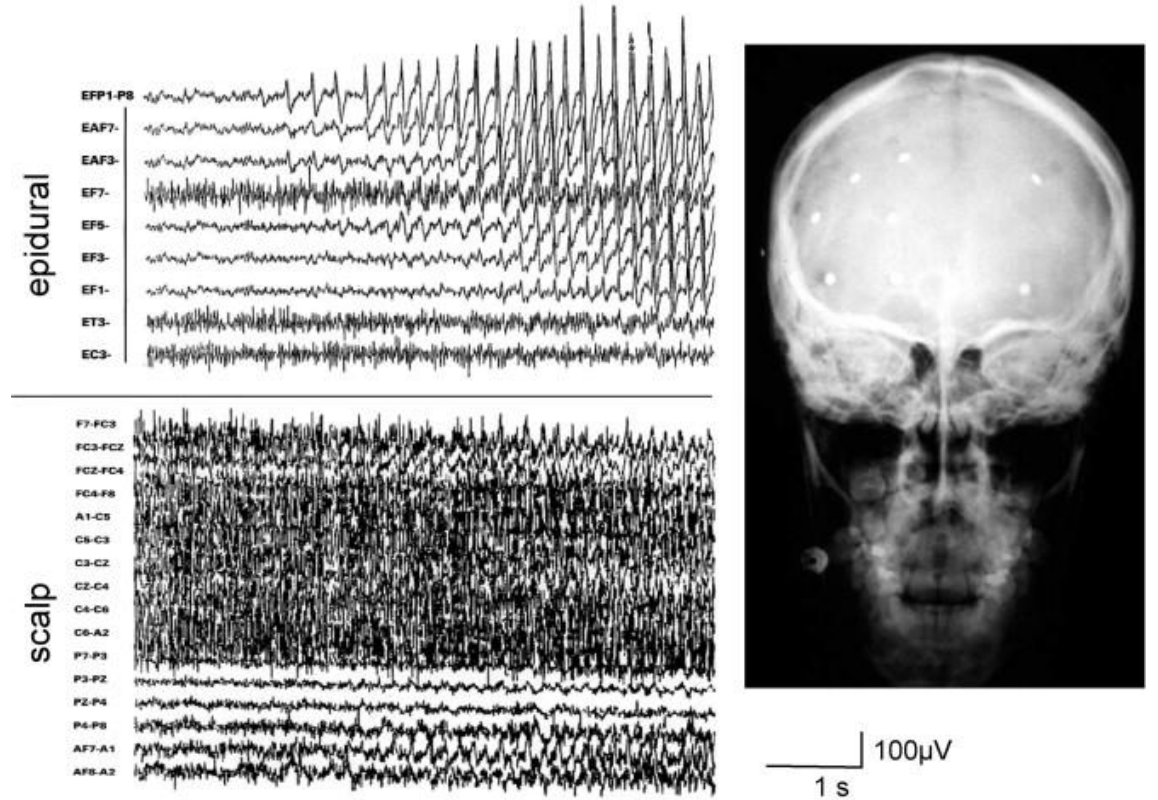 epidural
EFP1-P8
EAF7-
EAF3-
EF7-
EF5-
EF3-
EF1-
ET3-
EC3-
scalp
F7-FC3
FC3-FCZ
FCZ-FC4
FC4-F8
A1-C5
C5-C3
C3-CZ
CZ-C4
C4-C6
C6-A2
P7-P3
P3-PZ
PZ-P4
P4-P8
AF7-A1
AF8-A2
100µV
1 s